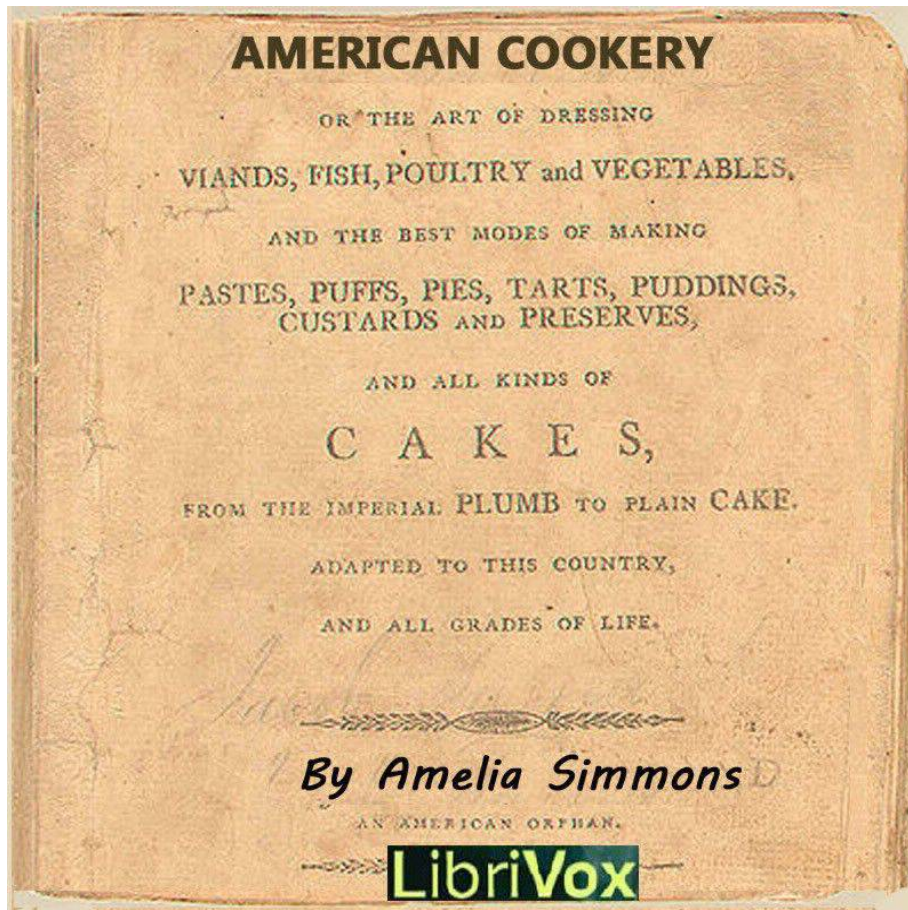 AMERICAN COOKERY
OR THE ART OF DRESSING
VIANDS, FISH, POULTRY and VEGETABLES,
AND THE BEST MODES OF MAKING
PASTES, PUFFS, PIES, TARTS, PUDDINGS,
CUSTARDS AND PRESERVES,
AND ALL KINDS OF
CAKES,
FROM THE IMPERIAL PLUMB TO PLAIN CAKE.
ADAPTED TO THIS COUNTRY,
AND ALL GRADES OF LIFE.
By Amelia Simmons
AN AMERICAN ORPHAN.
LibriVox